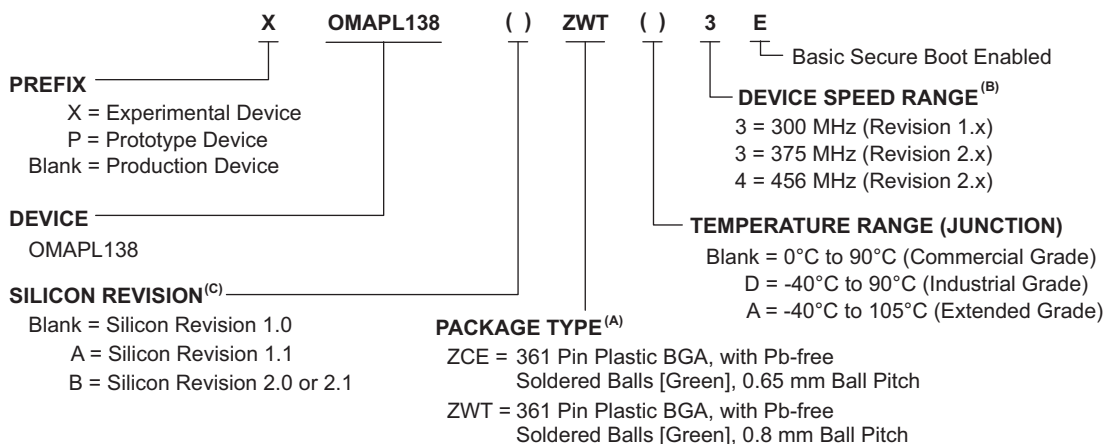 X OMAPL138 ( ) ZWT ( ) 3 E
Basic Secure Boot Enabled
PREFIX
X = Experimental Device
P = Prototype Device
Blank = Production Device
DEVICE SPEED RANGE(B)
3 = 300 MHz (Revision 1.x)
3 = 375 MHz (Revision 2.x)
4 = 456 MHz (Revision 2.x)
DEVICE
OMAPL138
TEMPERATURE RANGE (JUNCTION)
Blank = 0°C to 90°C (Commercial Grade)
D = -40°C to 90°C (Industrial Grade)
A = -40°C to 105°C (Extended Grade)
SILICON REVISION(C)
Blank = Silicon Revision 1.0
A = Silicon Revision 1.1
B = Silicon Revision 2.0 or 2.1
PACKAGE TYPE(A)
ZCE = 361 Pin Plastic BGA, with Pb-free
Soldered Balls [Green], 0.65 mm Ball Pitch
ZWT = 361 Pin Plastic BGA, with Pb-free
Soldered Balls [Green], 0.8 mm Ball Pitch